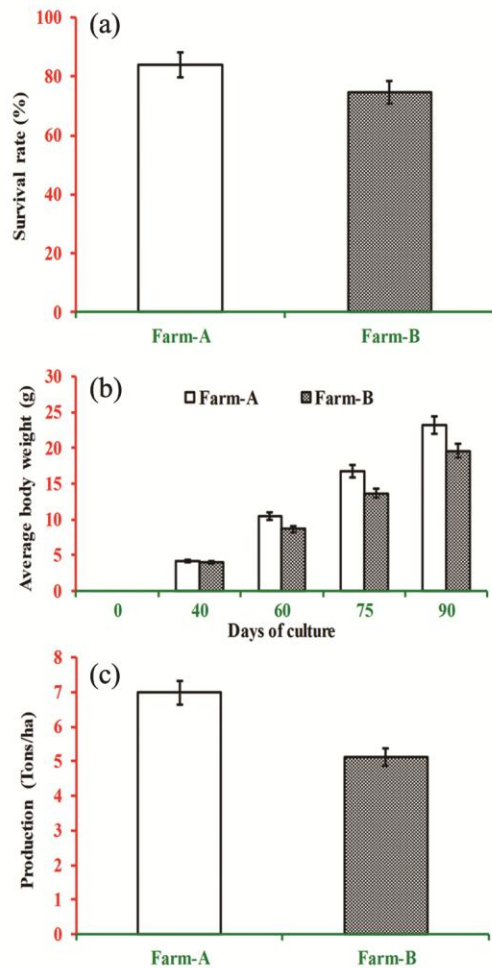 (a)
Survival rate (%)
100
80
60
40
20
0
Farm-A Farm-B
(b)
Farm-A Farm-B
Average body weight (g)
30
25
20
15
10
5
0
0 40 60 75 90
Days of culture
(c)
Production (Tons/ha)
8
7
6
5
4
3
2
1
0
Farm-A Farm-B